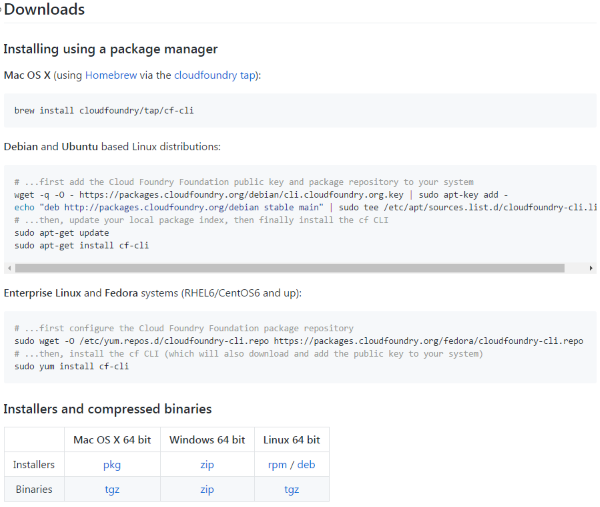 Downloads
Installing using a package manager
Mac OS X (using Homebrew via the cloudfoundry tap):
brew install cloudfoundry/tap/cf-cli
Debian and Ubuntu based Linux distributions:
# ...first add the Cloud Foundry Foundation public key and package repository to your system
wget -q -O - https://packages.cloudfoundry.org/debian/cli.cloudfoundry.org.key | sudo apt-key add -
echo "deb http://packages.cloudfoundry.org/debian stable main" | sudo tee /etc/apt/sources.list.d/cloudfoundry-cli.li
# ...then, update your local package index, then finally install the cf CLI
sudo apt-get update
sudo apt-get install cf-cli
Enterprise Linux and Fedora systems (RHEL6/CentOS6 and up):
# ...first configure the Cloud Foundry Foundation package repository
sudo wget -O /etc/yum.repos.d/cloudfoundry-cli.repo https://packages.cloudfoundry.org/fedora/cloudfoundry-cli.repo
# ...then, install the cf CLI (which will also download and add the public key to your system)
sudo yum install cf-cli
Installers and compressed binaries
Mac OS X 64 bit Windows 64 bit Linux 64 bit
Installers pkg zip rpm / deb
Binaries tgz zip tgz